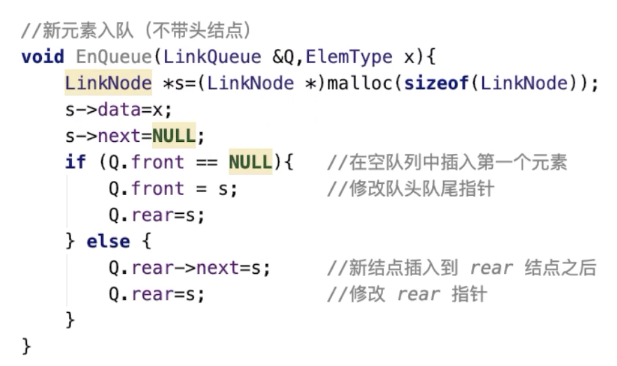 //新元素入队（不带头结点）
void EnQueue(LinkQueue &Q,ElemType x){
    LinkNode *s=(LinkNode *)malloc(sizeof(LinkNode));
    s->data=x;
    s->next=NULL;
    if (Q.front == NULL){   //在空队列中插入第一个元素
        Q.front = s;        //修改队头队尾指针
        Q.rear=s;
    } else {
        Q.rear->next=s;     //新结点插入到 rear 结点之后
        Q.rear=s;           //修改 rear 指针
    }
}